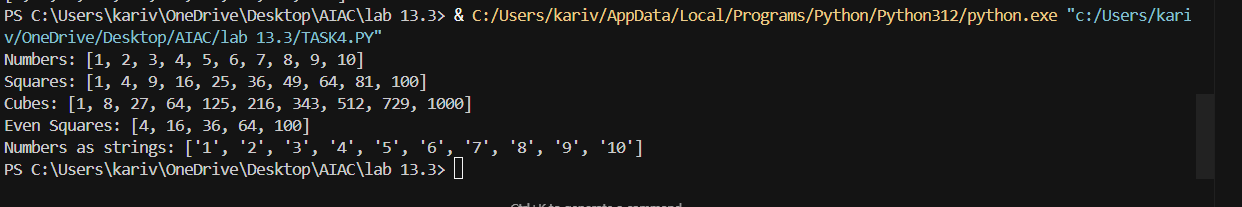 PS C:\Users\kariv\OneDrive\Desktop\AIAC\lab 13.3> & C:/Users/kariv/AppData/Local/Programs/Python/Python312/python.exe "c:/Users/kari
v/OneDrive/Desktop/AIAC/lab 13.3/TASK4.PY"
Numbers: [1, 2, 3, 4, 5, 6, 7, 8, 9, 10]
Squares: [1, 4, 9, 16, 25, 36, 49, 64, 81, 100]
Cubes: [1, 8, 27, 64, 125, 216, 343, 512, 729, 1000]
Even Squares: [4, 16, 36, 64, 100]
Numbers as strings: ['1', '2', '3', '4', '5', '6', '7', '8', '9', '10']
PS C:\Users\kariv\OneDrive\Desktop\AIAC\lab 13.3>
Ctrl+K to generate a command